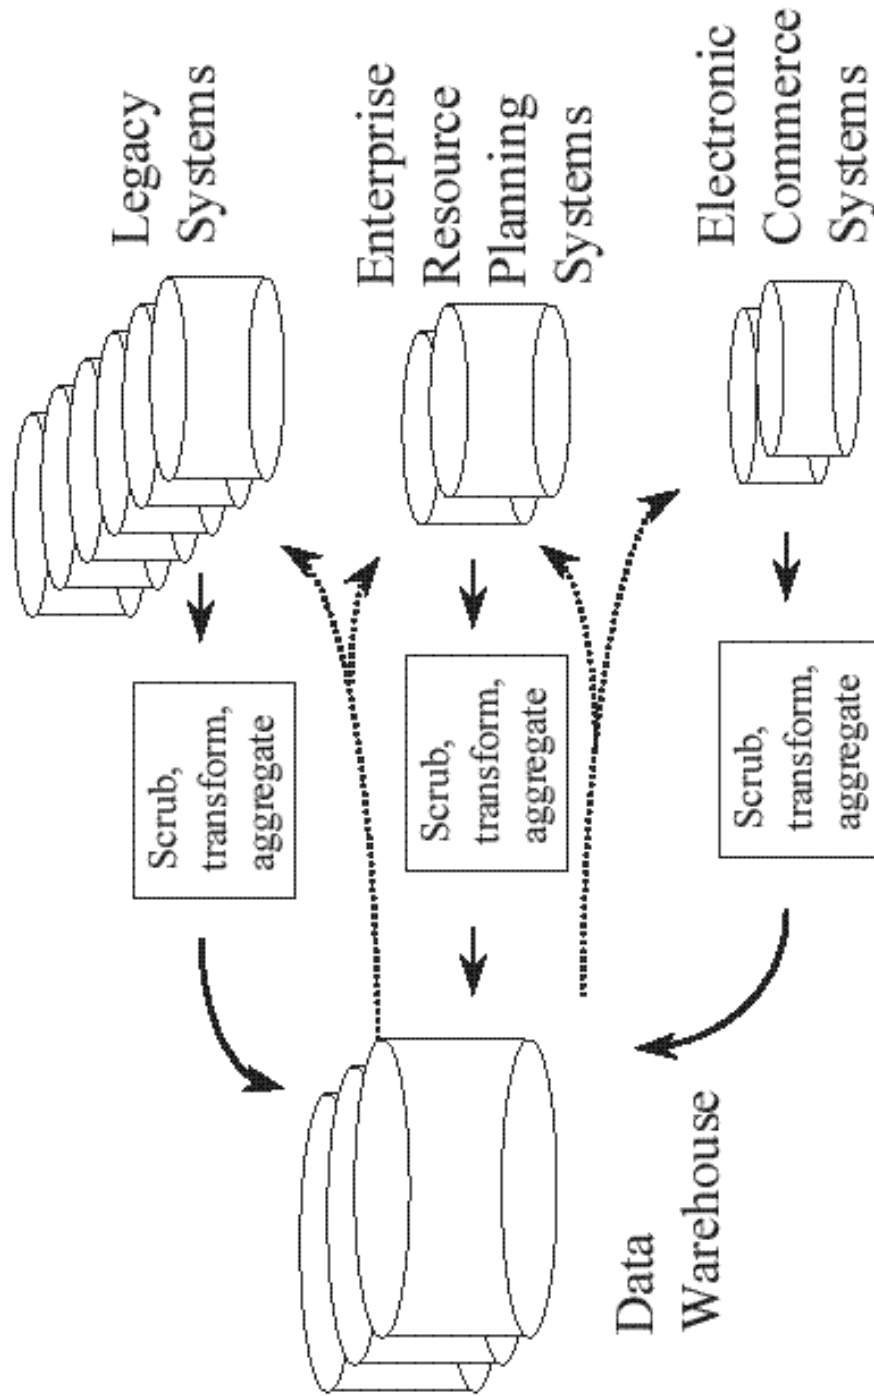 Legacy
Systems
Enterprise
Resource
Planning
Systems
Electronic
Commerce
Systems
Scrub,
transform,
aggregate
Scrub,
transform,
aggregate
Scrub,
transform,
aggregate
Data
Warehouse